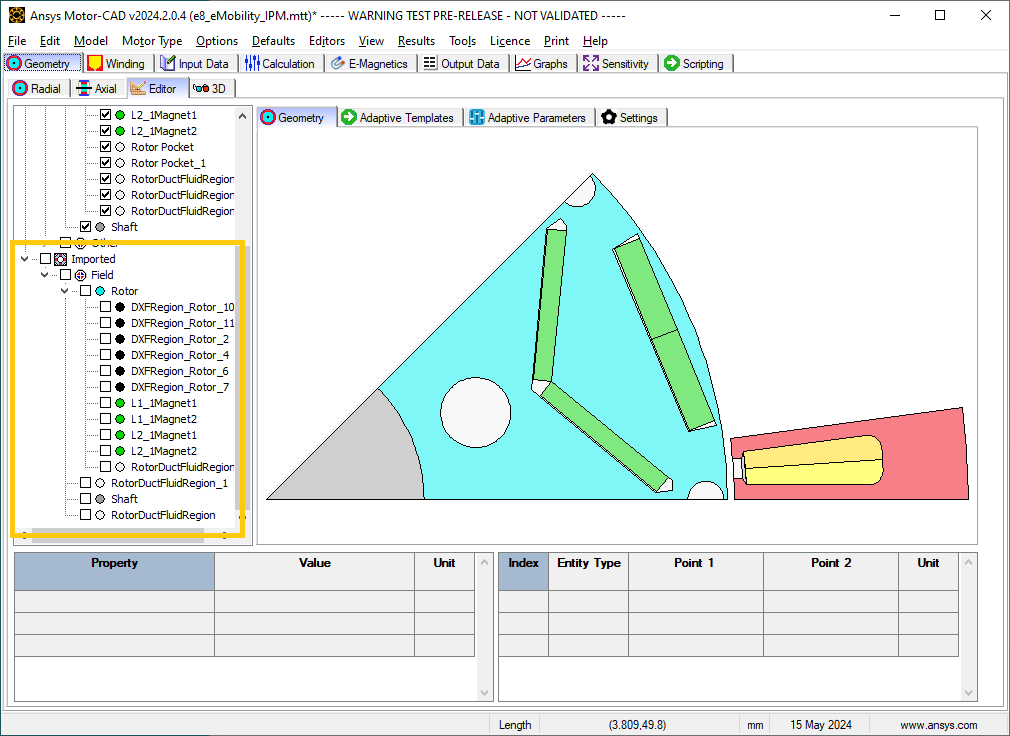 Ansys Motor-CAD v2024.2.0.4 (e8_eMobility_IPM.mtt)* ----- WARNING TEST PRE-RELEASE - NOT VALIDATED -----
File Edit Model Motor Type Options Defaults Editors View Results Tools Licence Print Help
Geometry Winding Input Data Calculation E-Magnetics Output Data Graphs Sensitivity Scripting
Radial Axial Editor 3D
Geometry Adaptive Templates Adaptive Parameters Settings
L2_1Magnet1
L2_1Magnet2
Rotor Pocket
Rotor Pocket_1
RotorDuctFluidRegion
RotorDuctFluidRegion
RotorDuctFluidRegion
Shaft
Other
Imported
Field
Rotor
DXFRegion_Rotor_10
DXFRegion_Rotor_11
DXFRegion_Rotor_2
DXFRegion_Rotor_4
DXFRegion_Rotor_6
DXFRegion_Rotor_7
L1_1Magnet1
L1_1Magnet2
L2_1Magnet1
L2_1Magnet2
RotorDuctFluidRegion
RotorDuctFluidRegion_1
Shaft
RotorDuctFluidRegion
Property Value Unit
Index Entity Type Point 1 Point 2 Unit
Length (3.809,49.8) mm 15 May 2024 www.ansys.com